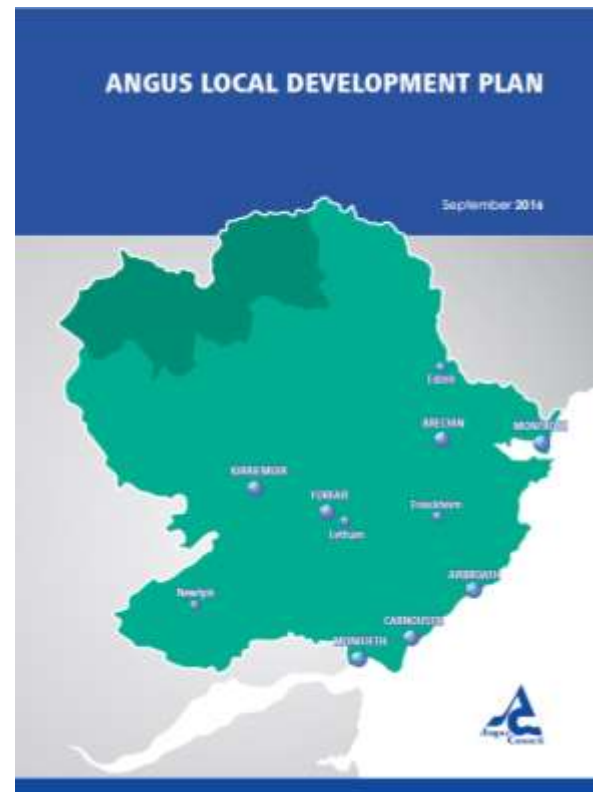 ANGUS LOCAL DEVELOPMENT PLAN
September 2016
Edzell
BRECHIN
MONTROSE
KIRRIEMUIR
FORFAR
Letham
Friockheim
ARBROATH
Newtyle
CARNOUSTIE
MONIFIETH
Angus
Council